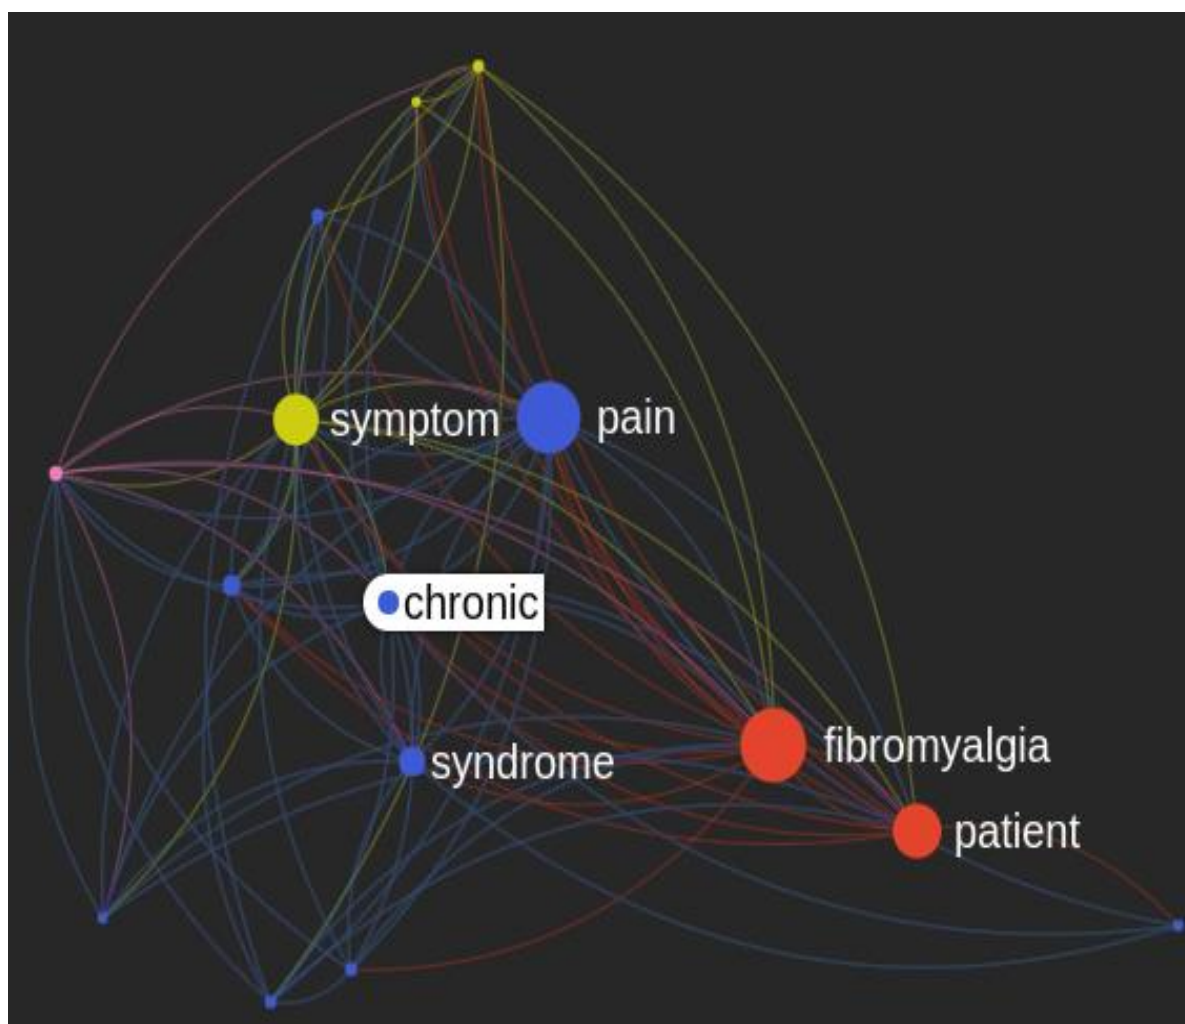 symptom
pain
chronic
syndrome
fibromyalgia
patient